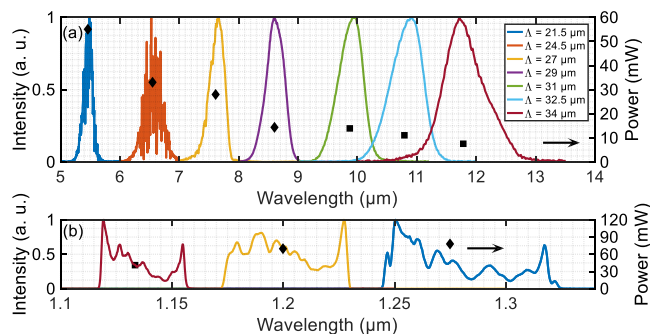 (a)
Intensity (a. u.)
1
0.5
0
60
50
40
30
20
10
0
Power (mW)
Λ = 21.5 μm
Λ = 24.5 μm
Λ = 27 μm
Λ = 29 μm
Λ = 31 μm
Λ = 32.5 μm
Λ = 34 μm
5 6 7 8 9 10 11 12 13 14
Wavelength (μm)
(b)
Intensity (a. u.)
1
0.5
0
120
90
60
30
0
Power (mW)
1.1 1.15 1.2 1.25 1.3
Wavelength (μm)